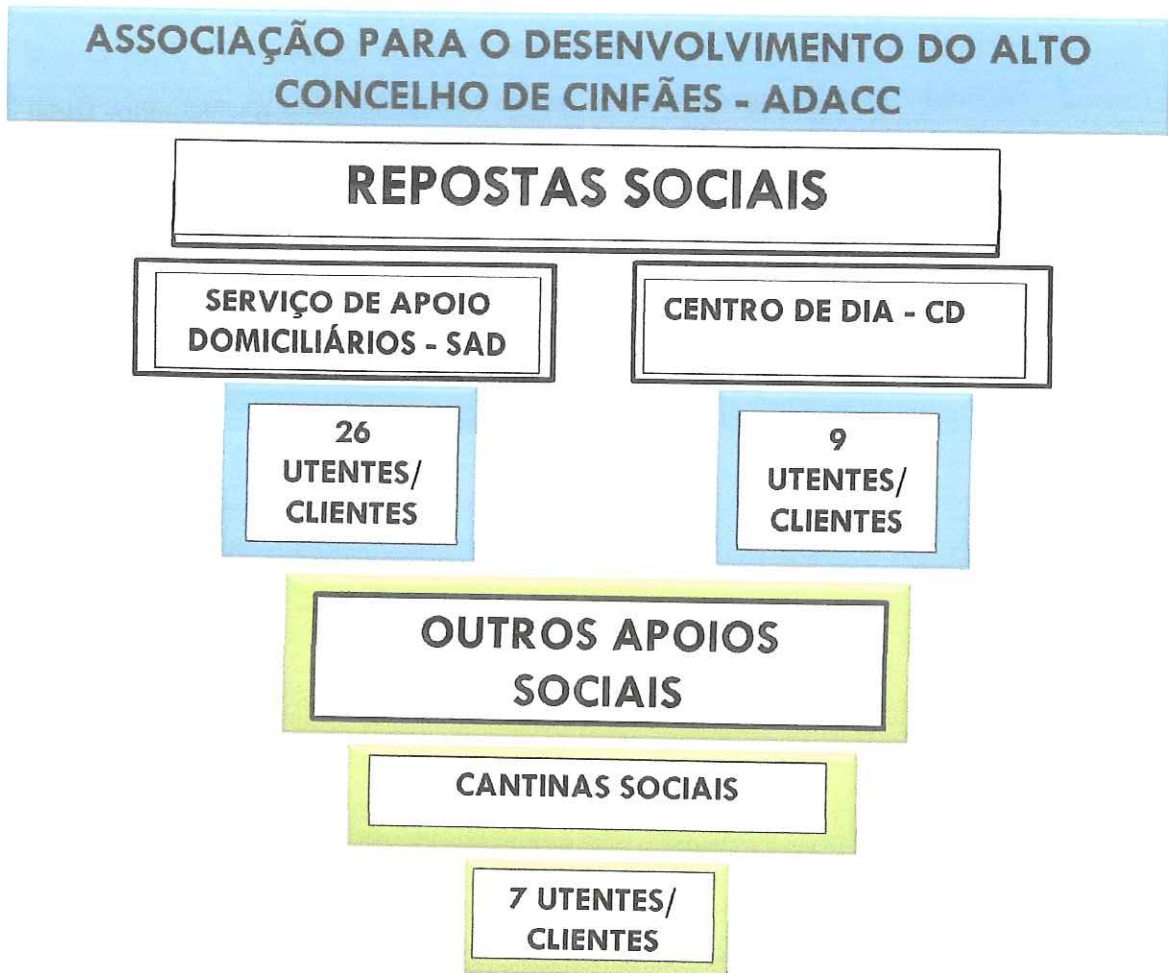 ASSOCIAÇÃO PARA O DESENVOLVIMENTO DO ALTO
CONCELHO DE CINFÃES - ADACC
REPOSTAS SOCIAIS
SERVIÇO DE APOIO
DOMICILIÁRIOS - SAD
CENTRO DE DIA - CD
26
UTENTES/
CLIENTES
9
UTENTES/
CLIENTES
OUTROS APOIOS
SOCIAIS
CANTINAS SOCIAIS
7 UTENTES/
CLIENTES